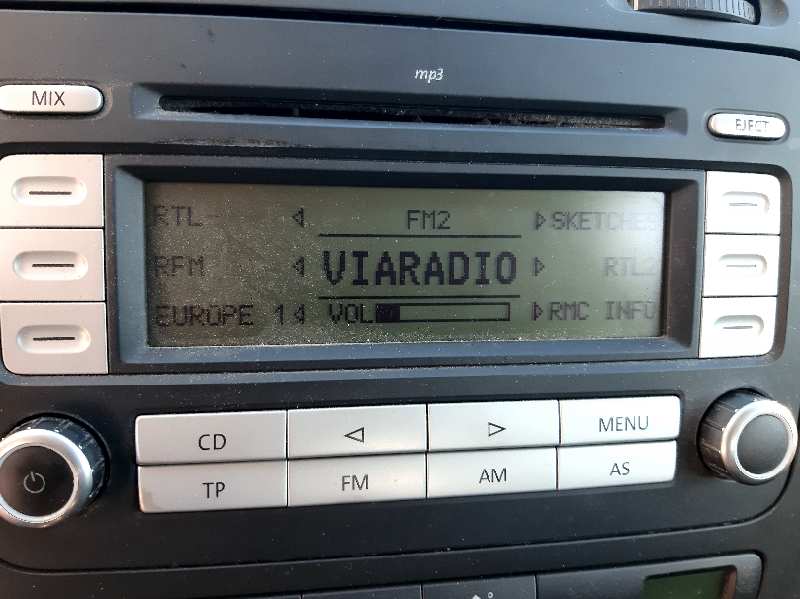 mp3
MIX
EJECT
RTL- FM2 SKETCHES
RFM VIARADIO RTL2
EUROPE 1 VOL RMC INFO
CD MENU
TP FM AM AS